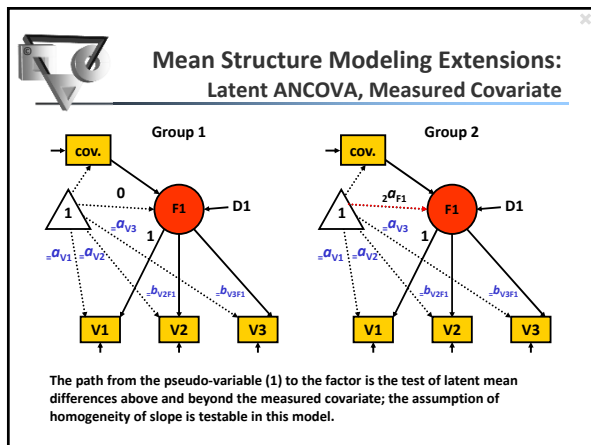 ©
Mean Structure Modeling Extensions:
Latent ANCOVA, Measured Covariate
Group 1
Group 2
cov.
cov.
0
2aF1
1
F1
D1
1
F1
D1
=aV3
1
=aV3
1
=aV1
=aV2
=aV1
=aV2
=bV2F1
=bV3F1
=bV2F1
=bV3F1
V1
V2
V3
V1
V2
V3
The path from the pseudo-variable (1) to the factor is the test of latent mean
differences above and beyond the measured covariate; the assumption of
homogeneity of slope is testable in this model.